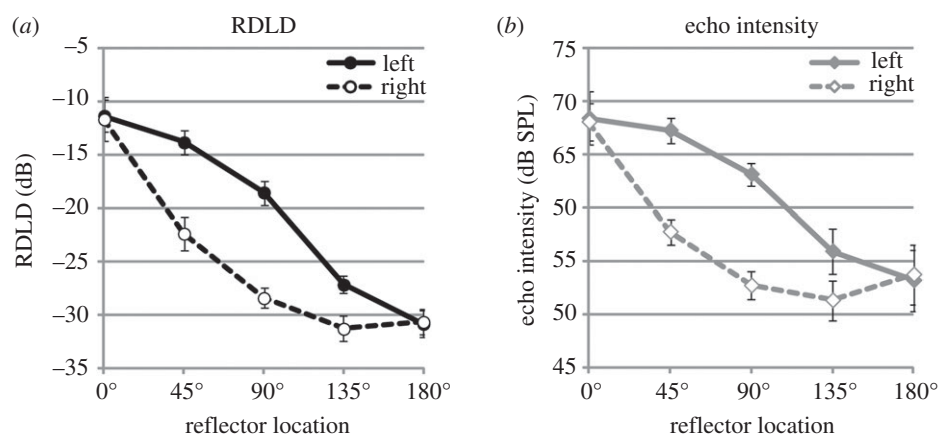 (a) RDLD
–5
–10
–15
–20
–25
–30
–35
RDLD (dB)
left
right
0° 45° 90° 135° 180°
reflector location
(b) echo intensity
75
70
65
50
55
50
45
echo intensity (dB SPL)
left
right
0° 45° 90° 135° 180°
reflector location